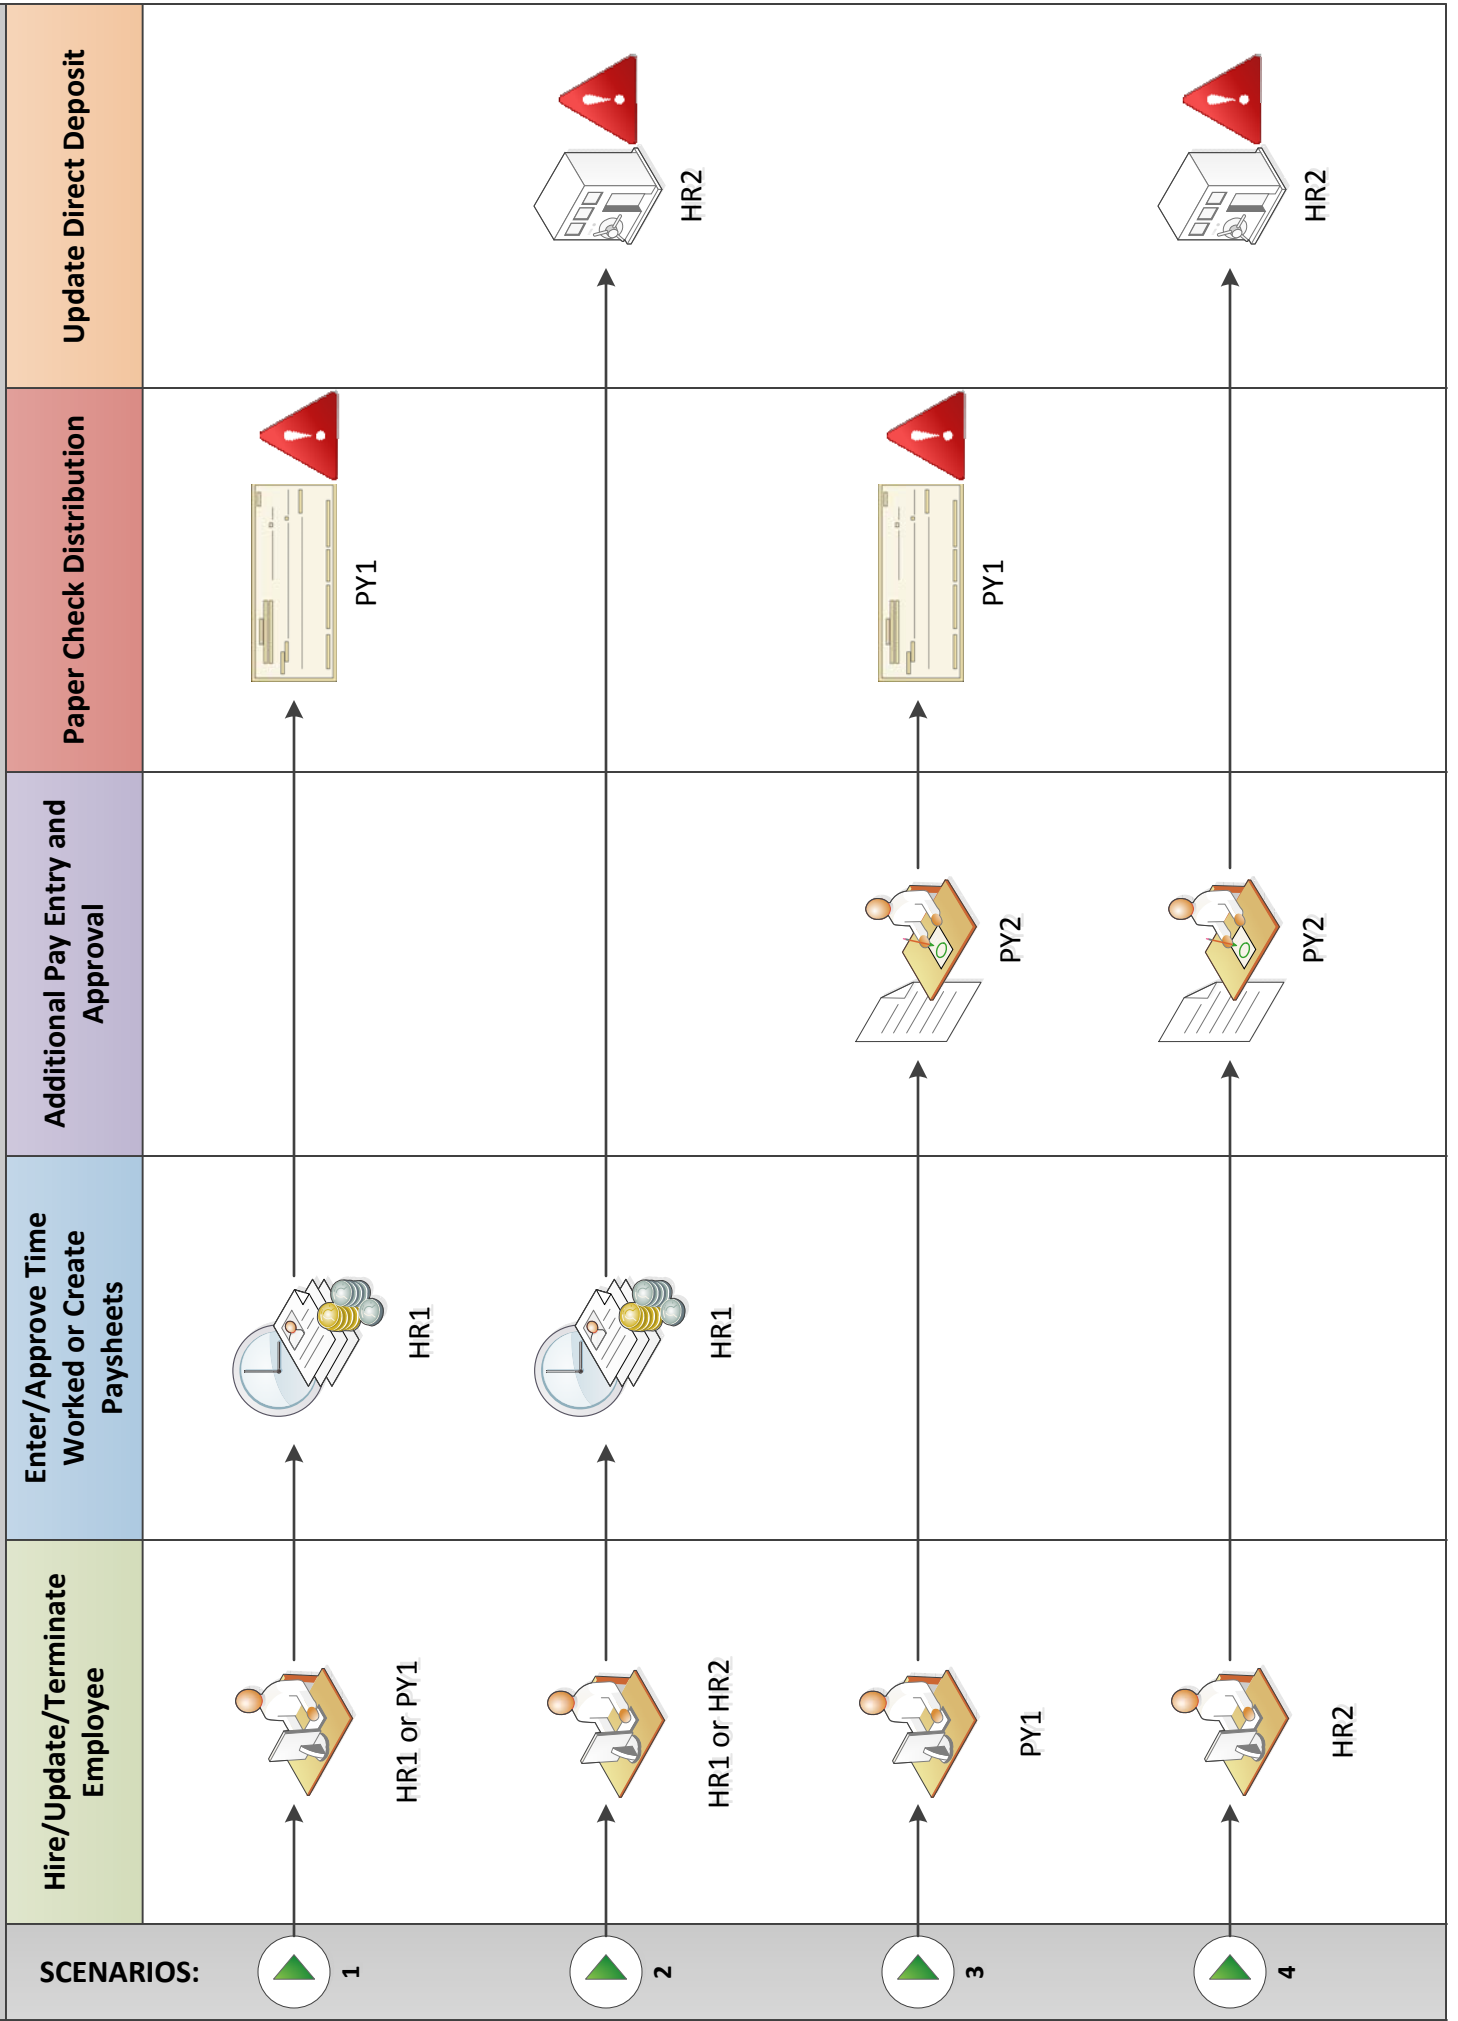 SCENARIOS:
Hire/Update/Terminate
Employee
Enter/Approve Time
Worked or Create
Paysheets
Additional Pay Entry and
Approval
Paper Check Distribution
Update Direct Deposit
1
HR1 or PY1
HR1
PY1
2
HR1 or HR2
HR1
HR2
3
PY1
PY2
PY1
4
HR2
PY2
HR2